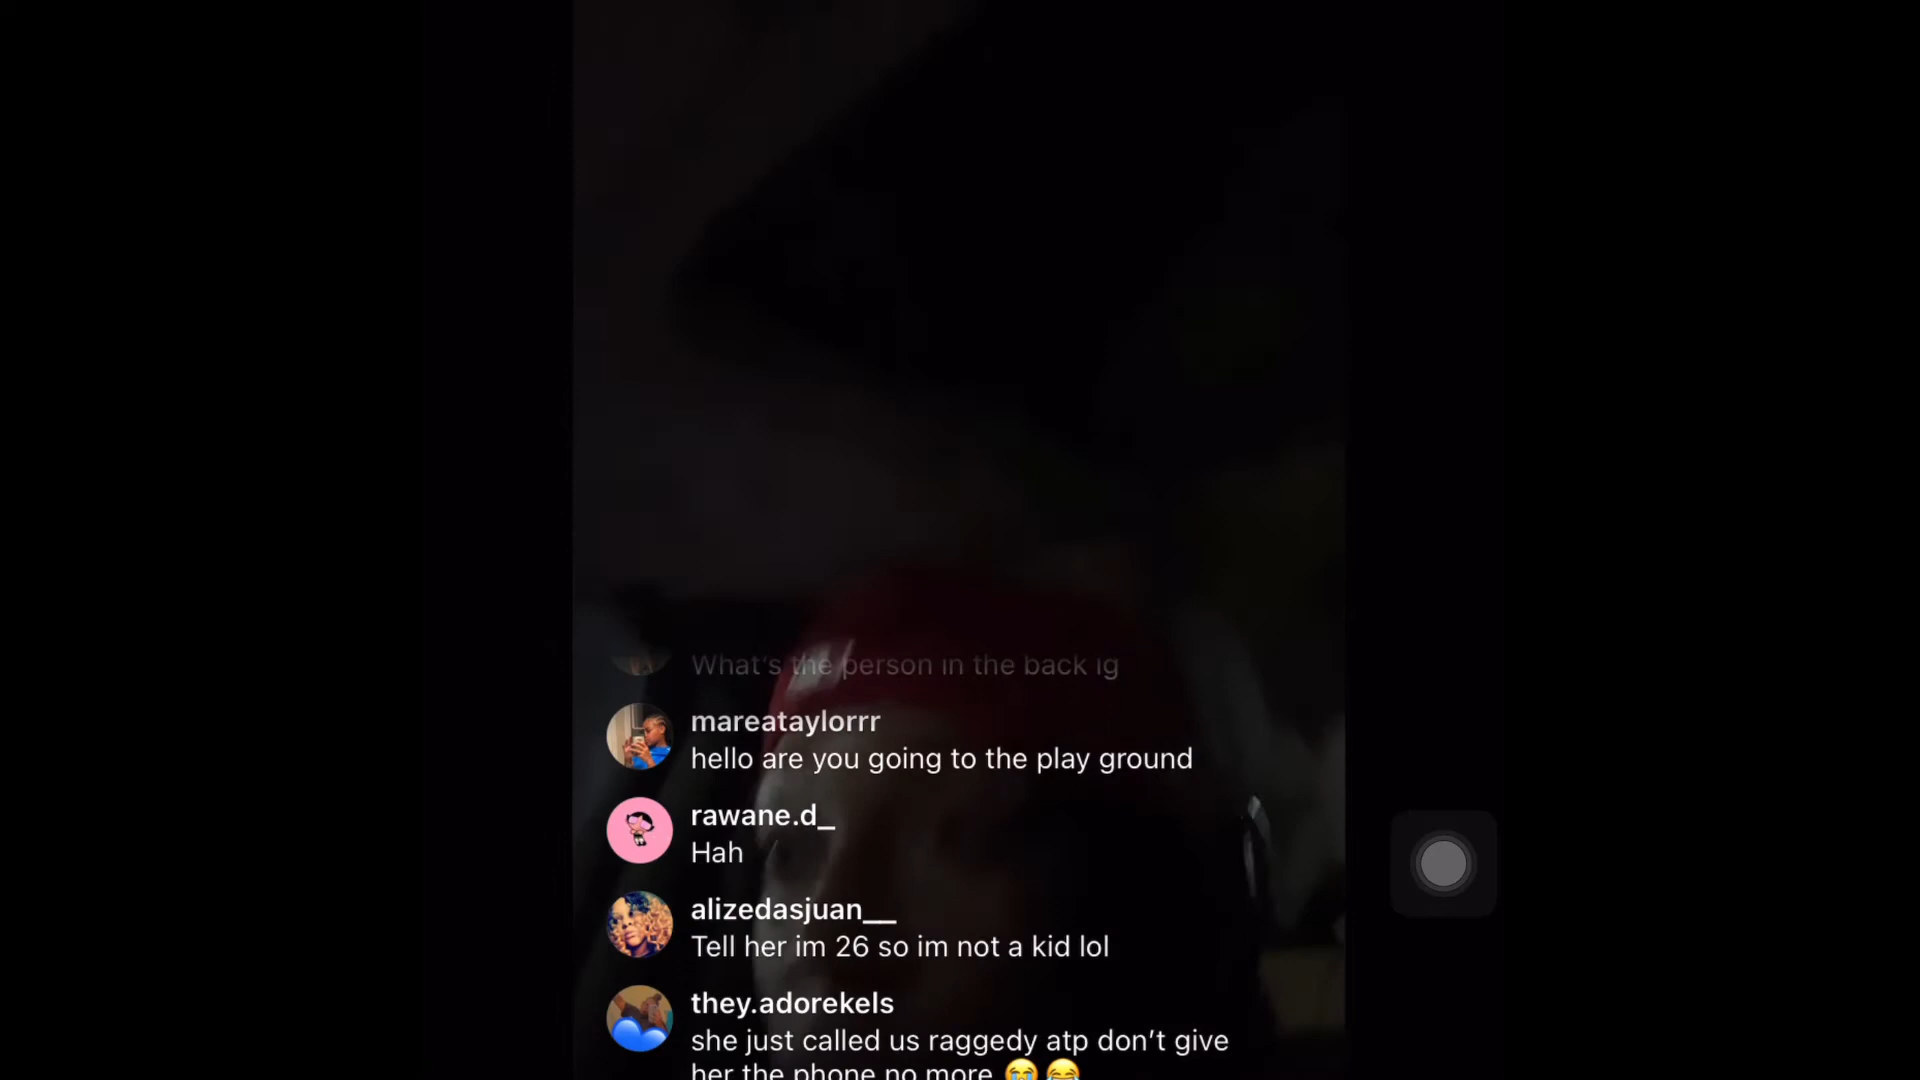 What's the person in the back ig
mareataylorrr
hello are you going to the play ground
rawane.d_
Hah
alizedasjuan__
Tell her im 26 so im not a kid lol
they.adorekels
she just called us raggedy atp don’t give
her the phone no more 😭😂